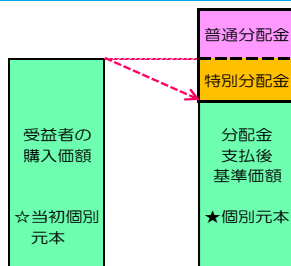 普通分配金
特別分配金
受益者の
購入価額
☆当初個別
元本
分配金
支払後
基準価額
★個別元本